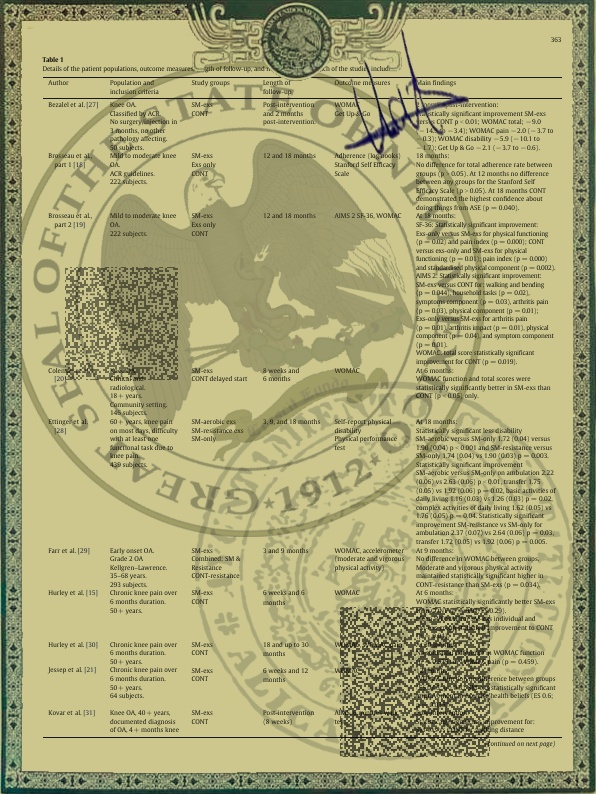 363
Table 1
Details of the patient populations, outcome measures, length of follow-up, and of the studies
Author
Population and
inclusion criteria
Study groups
Length of
follow-up
Outcome measures
Main findings
Bezalel et al. [27]
Knee OA.
Classified by ACR.
No surgery/injection in
3 months, no other
pathology affecting.
50 subjects.
SM-exs
CONT
Post-intervention
and 2 months
post-intervention.
WOMAC
Get Up & Go
Statistically significant improvement SM-exs
versus CONT p < 0.01; WOMAC total; −9.0
−3.4); WOMAC pain −2.0 (−3.7 to
−0.3); WOMAC disability −5.9 (−10.1 to
−1.7); Get Up & Go −2.1 (−3.7 to −0.6).
Brosseau et al.,
part 1 [18]
Mild to moderate knee
OA.
ACR guidelines.
222 subjects.
SM-exs
Exs only
CONT
12 and 18 months
Adherence (log books)
Stanford Self Efficacy
Scale
18 months:
No difference for total adherence rate between
groups (p > 0.05). At 12 months no difference
between any groups for the Stanford Self
Efficacy Scale (p > 0.05). At 18 months CONT
demonstrated the highest confidence about
doing things from ASE (p = 0.040).
Brosseau et al.,
part 2 [19]
Mild to moderate knee
OA.
222 subjects.
SM-exs
Exs only
CONT
12 and 18 months
AIMS 2 SF-36, WOMAC
At 18 months:
SF-36: Statistically significant improvement:
Exs-only versus SM-exs for physical functioning
(p = 0.02) and pain index (p = 0.000); CONT
versus exs-only and SM-exs for physical
functioning (p = 0.01); pain index (p = 0.000)
and standardised physical component (p = 0.002).
AIMS 2: Statistically significant improvement:
SM-exs versus CONT for: walking and bending
(p = 0.044), household tasks (p = 0.02),
symptoms component (p = 0.03), arthritis pain
(p = 0.03), physical component (p = 0.01);
Exs-only versus SM-exs for arthritis pain
(p = 0.01), arthritis impact (p = 0.01), physical
component (p = 0.04), and symptom component
(p = 0.01).
WOMAC: total score statistically significant
improvement for CONT (p = 0.019).
[20]
radiological.
18+ years.
Community setting.
146 subjects.
SM-exs
CONT delayed start
8 weeks and
6 months
WOMAC
At 6 months:
WOMAC function and total scores were
statistically significantly better in SM-exs than
CONT (p < 0.05) only.
Ettinger et al.
[28]
60+ years, knee pain
on most days, difficulty
with at least one
functional task due to
knee pain.
439 subjects.
SM-aerobic exs
SM-resistance exs
SM-only
3, 9, and 18 months
Self-report physical
disability
Physical performance
test
At 18 months:
Statistically significant less disability
SM-aerobic versus SM-only 1.72 (0.04) versus
1.90 (0.04) p < 0.001 and SM-resistance versus
SM-only, 1.74 (0.04) vs 1.90 (0.03) p = 0.003.
Statistically significant improvement
SM-aerobic versus SM-only on ambulation 2.22
(0.06) vs 2.63 (0.06) p < 0.01, transfer 1.75
(0.05) vs 1.92 (0.06) p = 0.02, basic activities of
daily living 1.16 (0.03) vs 1.26 (0.03) p = 0.02,
complex activities of daily living 1.62 (0.05) vs
1.76 (0.05) p = 0.04. Statistically significant
improvement SM-resistance vs SM-only for
ambulation 2.37 (0.07) vs 2.64 (0.06) p = 0.03,
transfer 1.72 (0.05) vs 1.92 (0.06) p = 0.005.
Farr et al. [29]
Early onset OA.
Grade 2 OA
Kellgren–Lawrence.
35–68 years.
293 subjects.
SM-exs
Combined: SM &
Resistance
CONT-resistance
3 and 9 months
WOMAC, accelerometer
(moderate and vigorous
physical activity)
At 9 months:
No difference in WOMAC between groups.
Moderate and vigorous physical activity
maintained statistically significant higher in
CONT-resistance than SM-exs (p = 0.034).
Hurley et al. [15]
Chronic knee pain over
6 months duration.
50+ years.
SM-exs
CONT
6 weeks and 6
months
WOMAC
At 6 months:
WOMAC statistically significantly better SM-exs
individual and
improvement to CONT
Hurley et al. [30]
Chronic knee pain over
6 months duration.
50+ years.
SM-exs
CONT
18 and up to 30
months
in WOMAC function
pain (p = 0.459).
Jessep et al. [21]
Chronic knee pain over
6 months duration.
50+ years.
64 subjects.
SM-exs
CONT
6 weeks and 12
months
between groups
statistically significant
health beliefs (ES 0.6;
Kovar et al. [31]
Knee OA, 40+ years,
documented diagnosis
of OA, 4+ months knee
SM-exs
CONT
Post-intervention
(8 weeks)
improvement for:
distance
(continued on next page)
GREAT SEAL OF THE STATE
1912